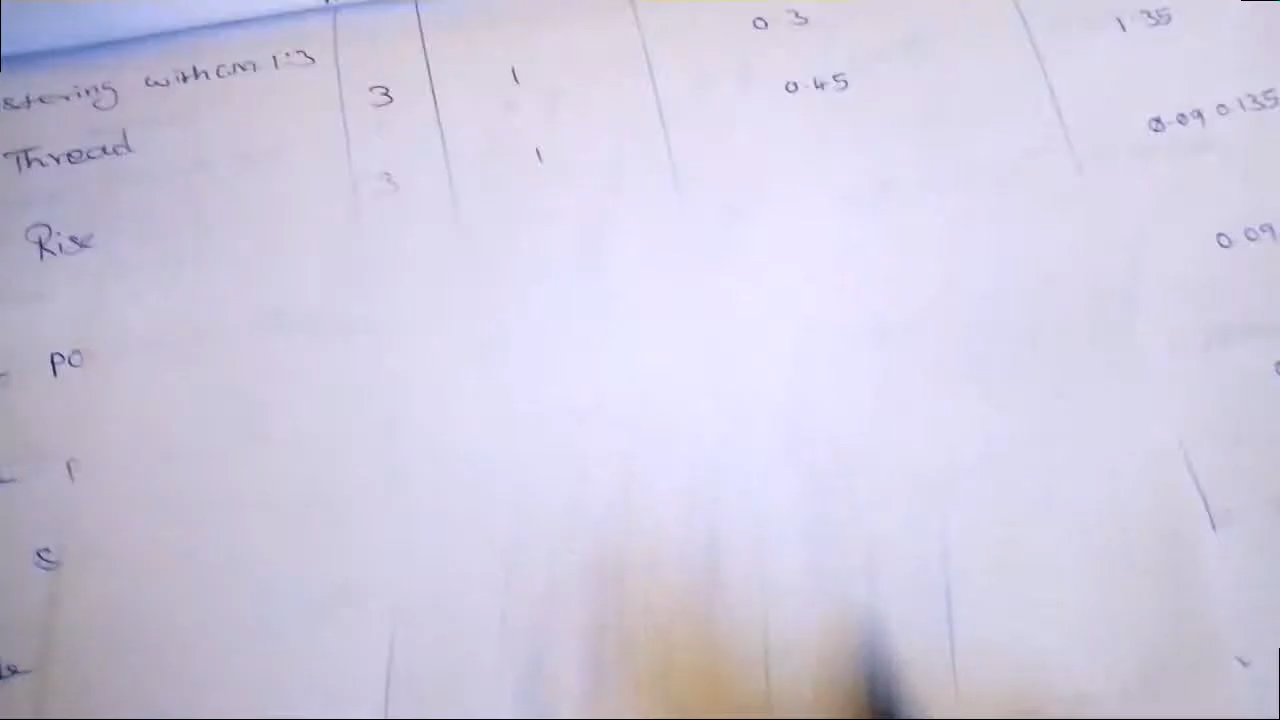 stering with cm 1:3 3 1 0.3 1.35
Thread 3 1 0.45 0.09 0.135
Rise 0.09
PO
r
S